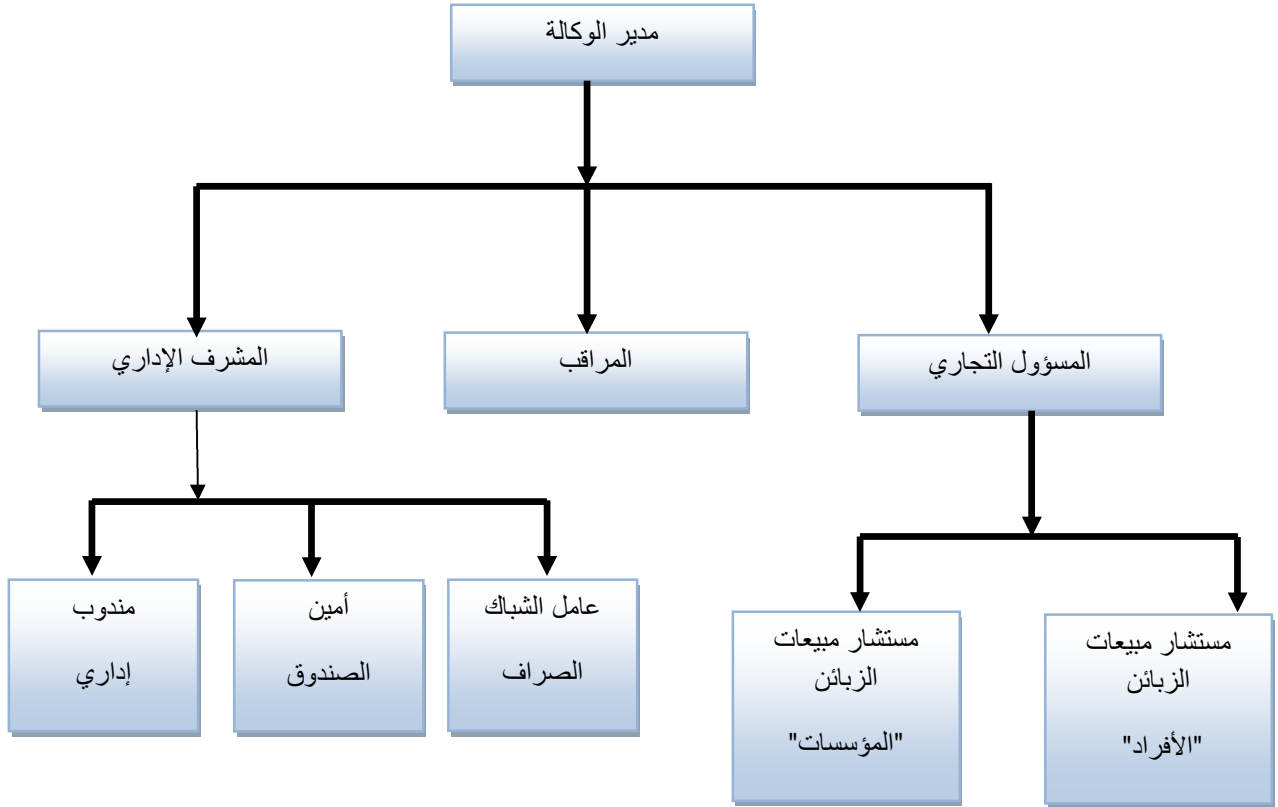 مدير الوكالة
المسؤول التجاري
المراقب
المشرف الإداري
مستشار مبيعات
الزبائن
"الأفراد"
مستشار مبيعات
الزبائن
"المؤسسات"
عامل الشباك
الصراف
أمين
الصندوق
مندوب
إداري